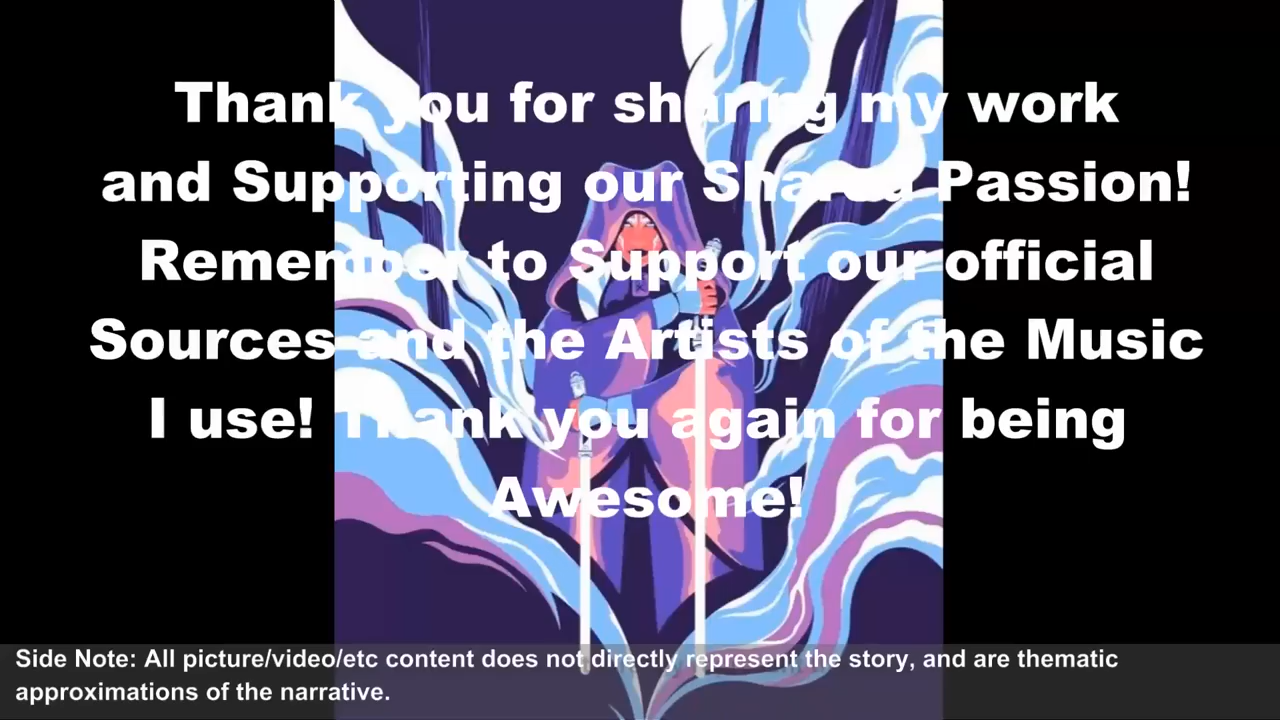 Thank you for sharing my work
and Supporting our Shared Passion!
Remember to Support our official
Sources and the Artists of the Music
I use! Thank you again for being
Awesome!
Side Note: All picture/video/etc content does not directly represent the story, and are thematic
approximations of the narrative.